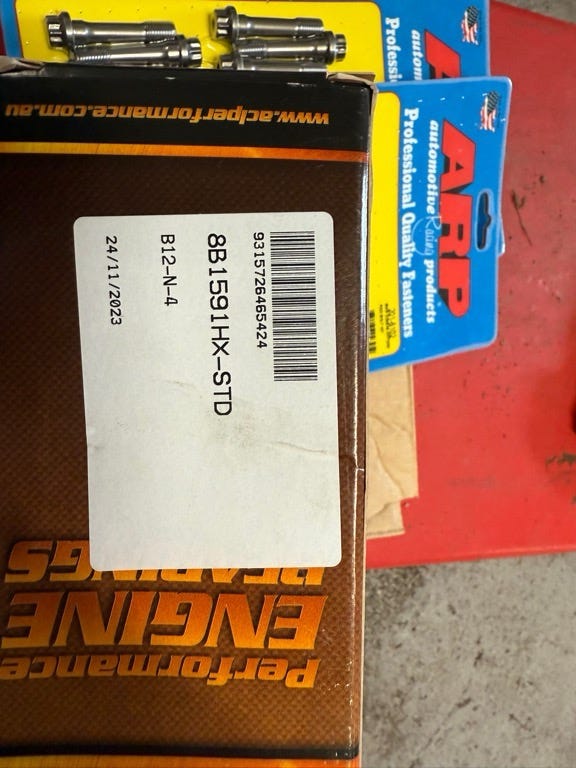 www.aclperformance.com.au
9315726465424
8B1591HX-STD
B12-N-4
24/11/2023
Performance
ENGINE
BEARINGS
ARP
automotive Racing products
Professional Quality Fasteners
ARP
automotive
Professional